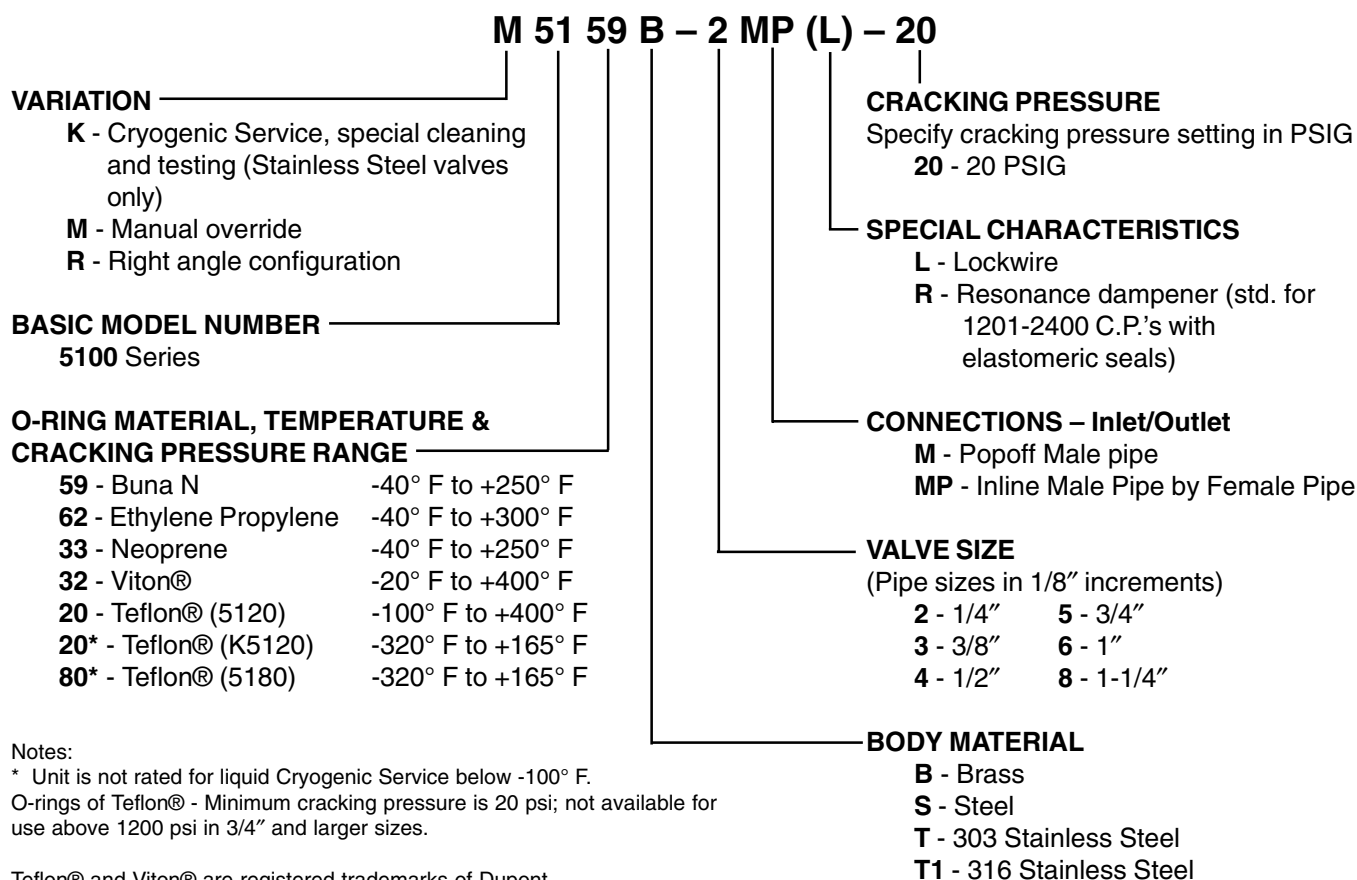 M 51 59 B – 2 MP (L) – 20
VARIATION
K - Cryogenic Service, special cleaning
and testing (Stainless Steel valves
only)
M - Manual override
R - Right angle configuration
BASIC MODEL NUMBER
5100 Series
O-RING MATERIAL, TEMPERATURE &
CRACKING PRESSURE RANGE
59 - Buna N -40° F to +250° F
62 - Ethylene Propylene -40° F to +300° F
33 - Neoprene -40° F to +250° F
32 - Viton® -20° F to +400° F
20 - Teflon® (5120) -100° F to +400° F
20* - Teflon® (K5120) -320° F to +165° F
80* - Teflon® (5180) -320° F to +165° F
Notes:
* Unit is not rated for liquid Cryogenic Service below -100° F.
O-rings of Teflon® - Minimum cracking pressure is 20 psi; not available for
use above 1200 psi in 3/4″ and larger sizes.
Teflon® and Viton® are registered trademarks of Dupont
CRACKING PRESSURE
Specify cracking pressure setting in PSIG
20 - 20 PSIG
SPECIAL CHARACTERISTICS
L - Lockwire
R - Resonance dampener (std. for
1201-2400 C.P.'s with
elastomeric seals)
CONNECTIONS – Inlet/Outlet
M - Popoff Male pipe
MP - Inline Male Pipe by Female Pipe
VALVE SIZE
(Pipe sizes in 1/8″ increments)
2 - 1/4″ 5 - 3/4″
3 - 3/8″ 6 - 1″
4 - 1/2″ 8 - 1-1/4″
BODY MATERIAL
B - Brass
S - Steel
T - 303 Stainless Steel
T1 - 316 Stainless Steel